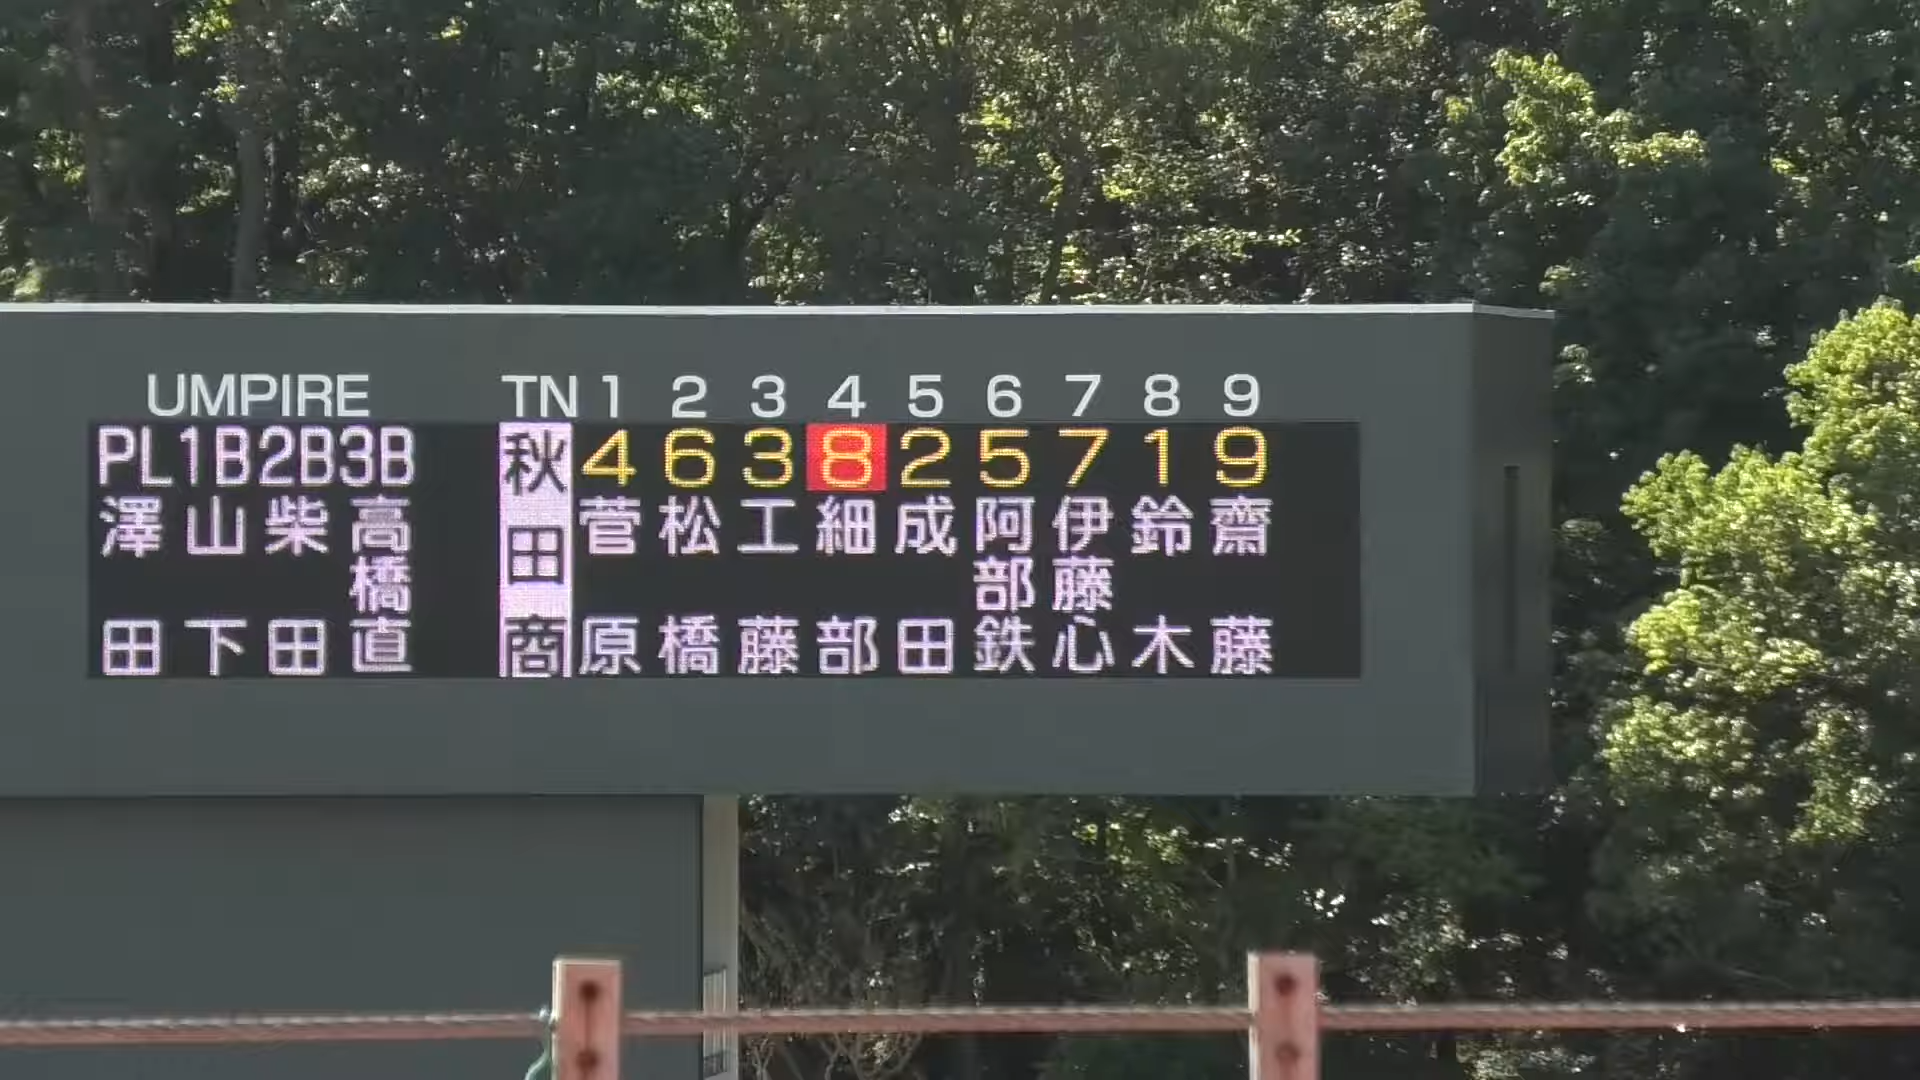 UMPIRE TN 1 2 3 4 5 6 7 8 9
PL 1B 2B 3B 4 6 3 8 2 5 7 1 9
澤田
山下
柴田
高橋直
秋田商
菅原
松橋
工藤
細部
成田
阿部鉄
伊藤心
鈴木
齋藤